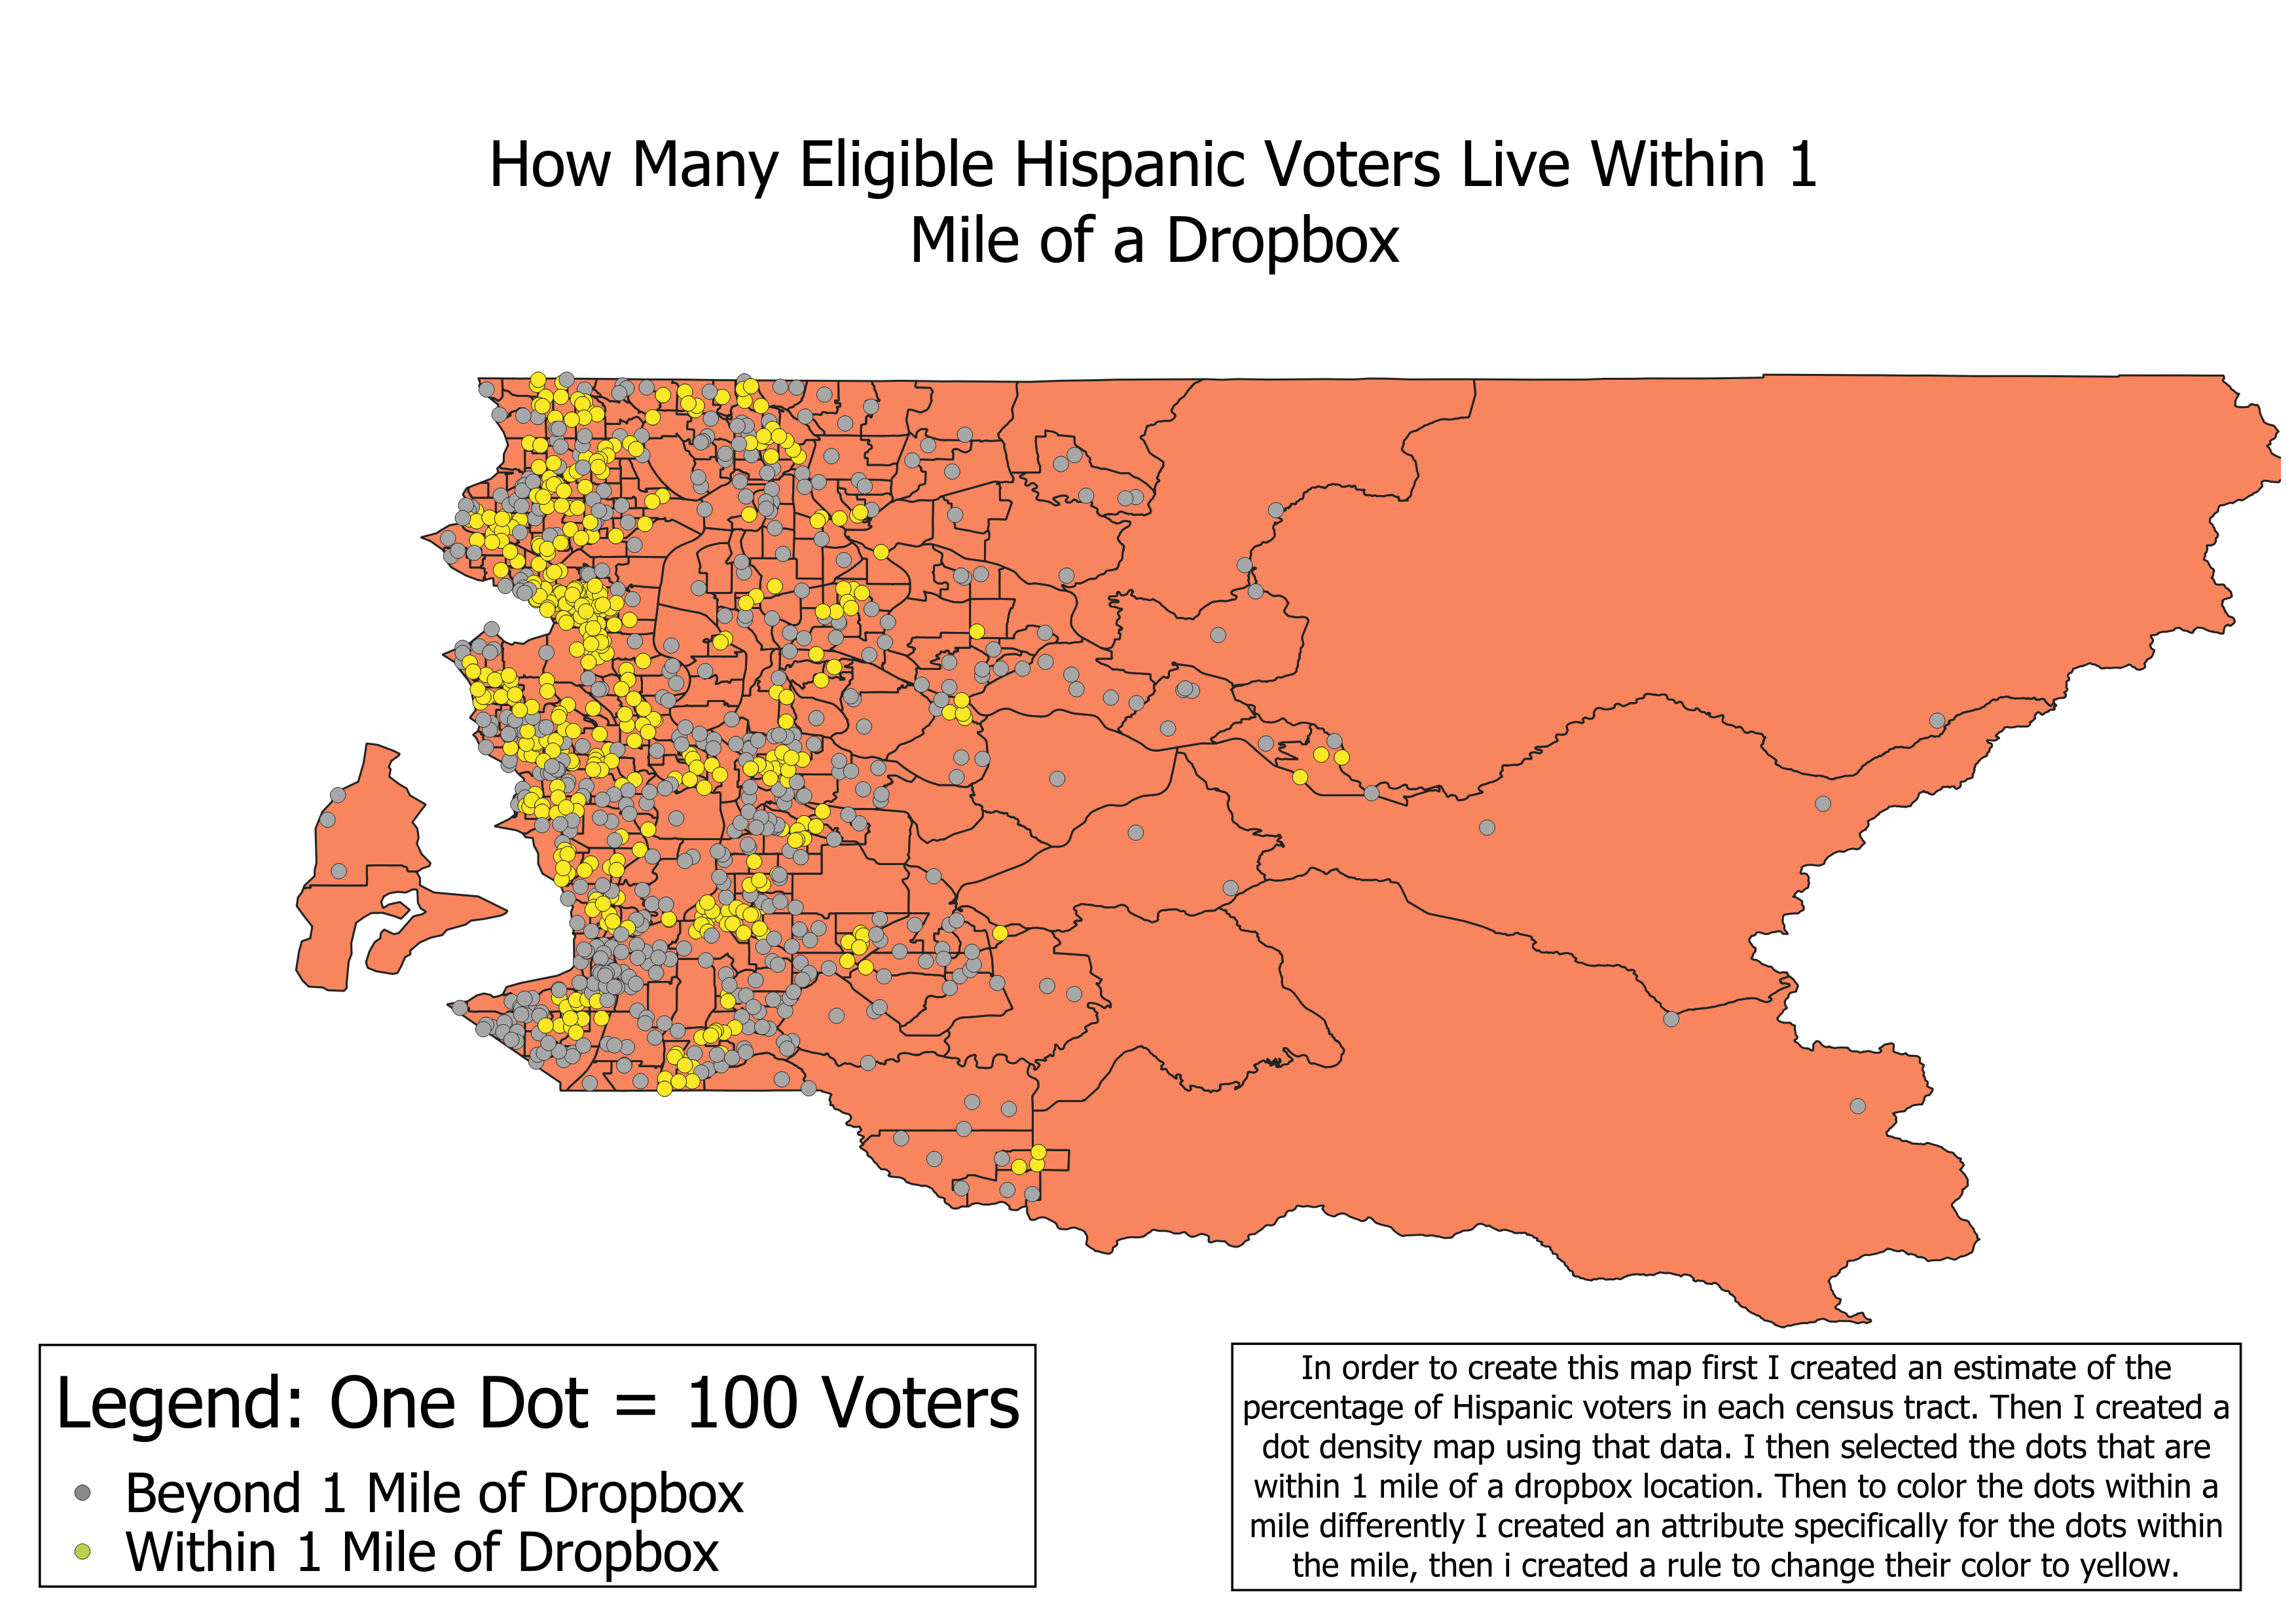 How Many Eligible Hispanic Voters Live Within 1
Mile of a Dropbox
Legend: One Dot = 100 Voters
Beyond 1 Mile of Dropbox
Within 1 Mile of Dropbox
In order to create this map first I created an estimate of the
percentage of Hispanic voters in each census tract. Then I created a
dot density map using that data. I then selected the dots that are
within 1 mile of a dropbox location. Then to color the dots within a
mile differently I created an attribute specifically for the dots within
the mile, then i created a rule to change their color to yellow.